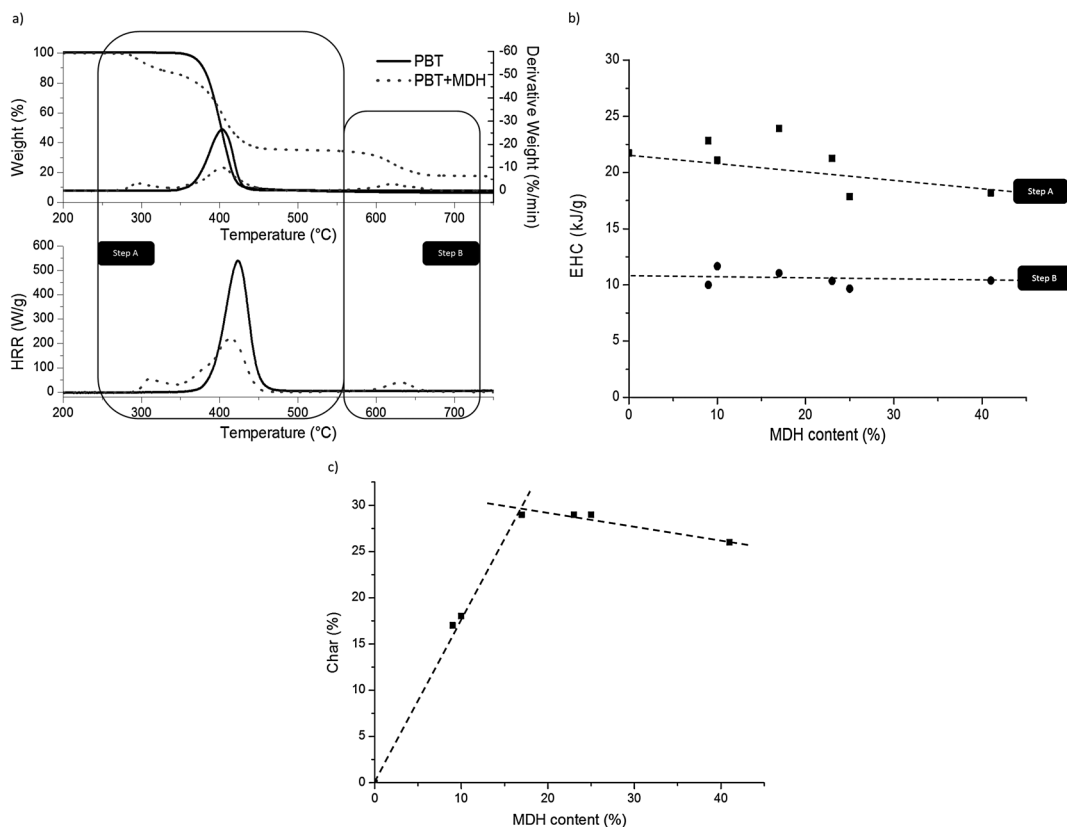 a)
PBT
PBT+MDH
Weight (%)
100
80
60
40
20
0
-60
-50
-40
-30
-20
-10
0
Derivative Weight (%/min)
200 300 400 500 600 700
Temperature (°C)
Step A
Step B
HRR (W/g)
600
500
400
300
200
100
0
200 300 400 500 600 700
Temperature (°C)
b)
EHC (kJ/g)
30
25
20
15
10
5
0
Step A
Step B
0 10 20 30 40
MDH content (%)
c)
Char (%)
30
25
20
15
10
5
0
0 10 20 30 40
MDH content (%)